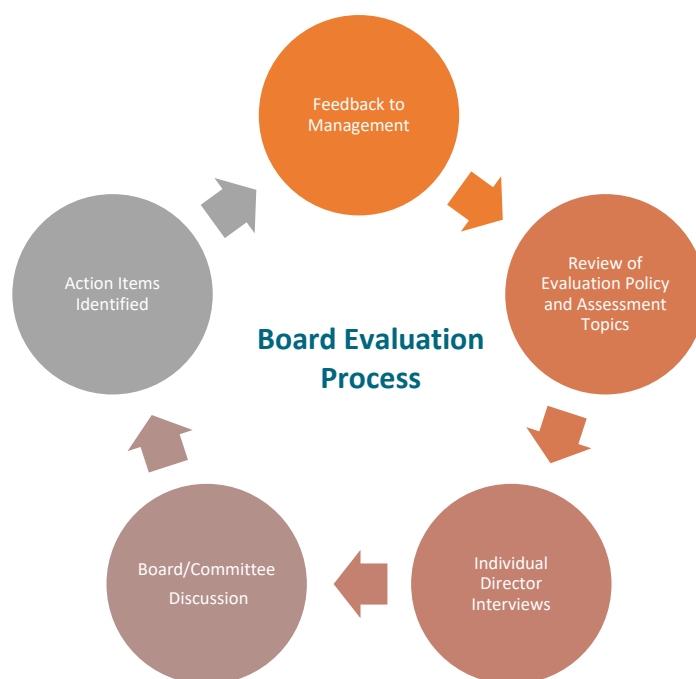 Feedback to
Management
Review of
Evaluation Policy
and Assessment
Topics
Individual
Director
Interviews
Board/Committee
Discussion
Action Items
Identified
Board Evaluation
Process